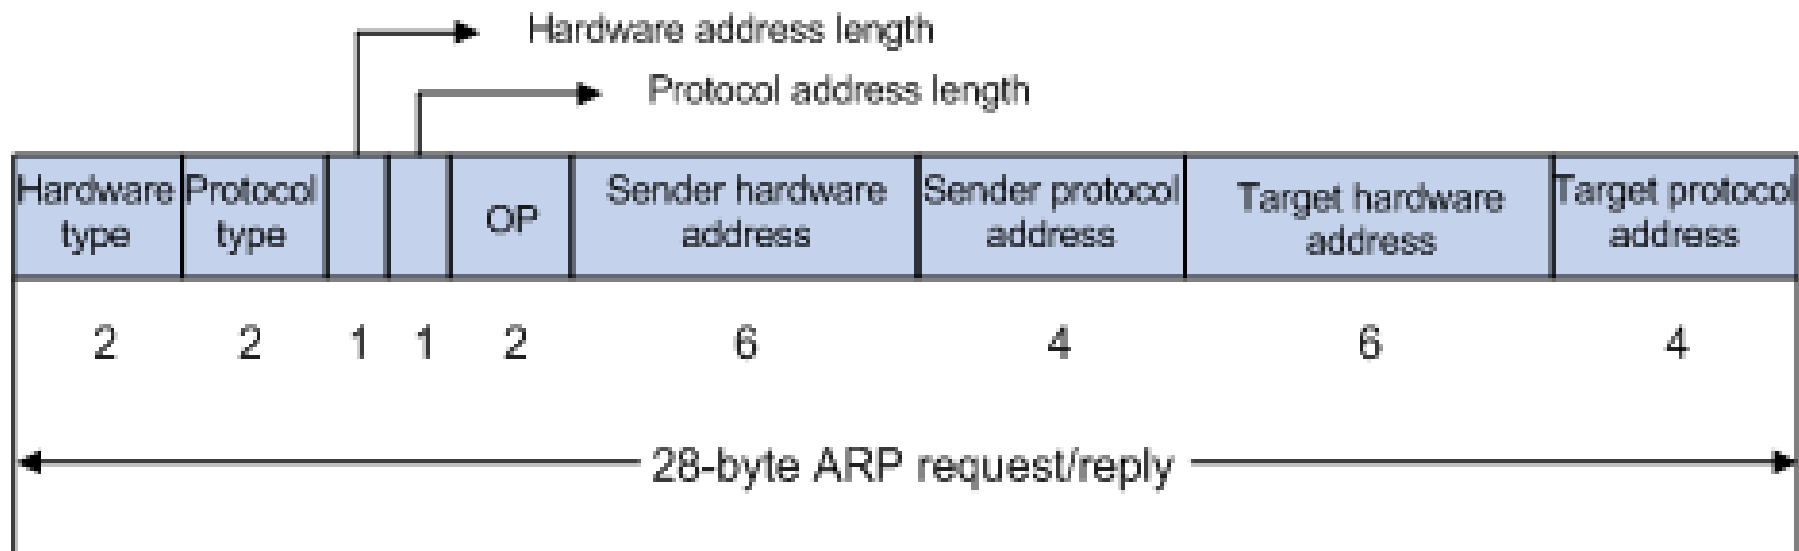 Hardware address length
Protocol address length
Hardware type
Protocol type
OP
Sender hardware address
Sender protocol address
Target hardware address
Target protocol address
2 2 1 1 2 6 4 6 4
28-byte ARP request/reply